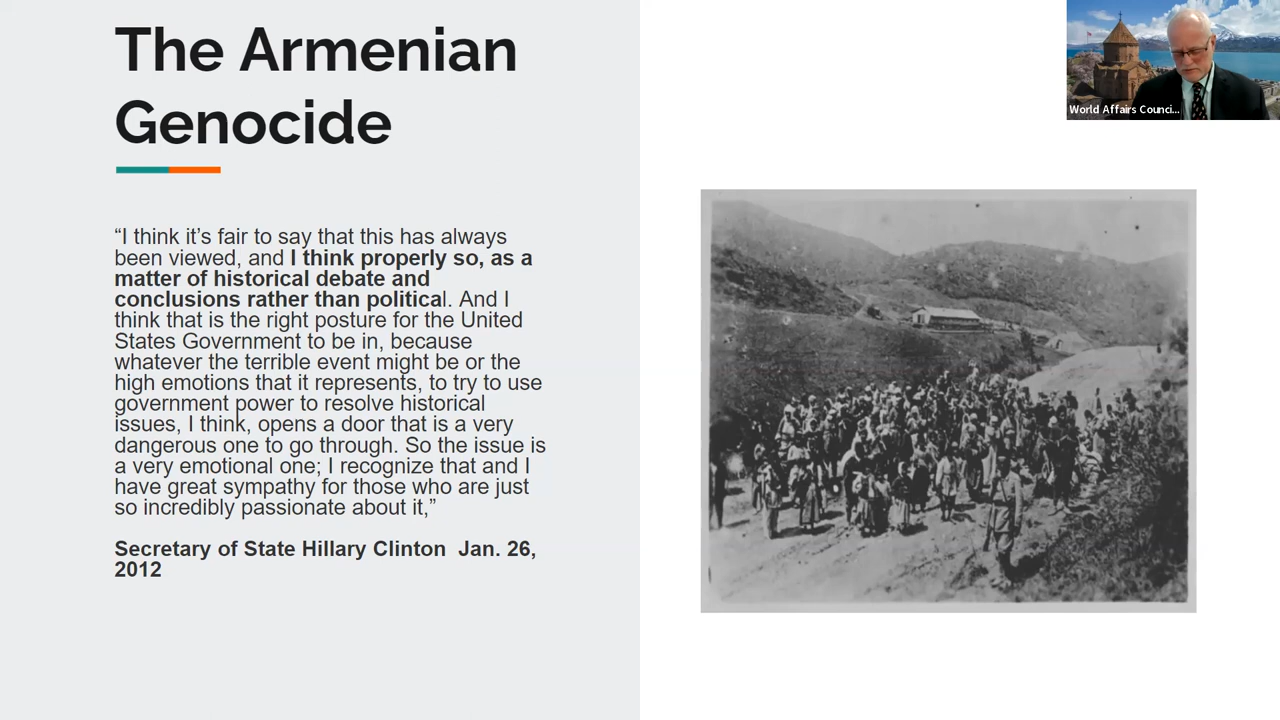 The Armenian
Genocide
“I think it’s fair to say that this has always
been viewed, and I think properly so, as a
matter of historical debate and
conclusions rather than political. And I
think that is the right posture for the United
States Government to be in, because
whatever the terrible event might be or the
high emotions that it represents, to try to use
government power to resolve historical
issues, I think, opens a door that is a very
dangerous one to go through. So the issue is
a very emotional one; I recognize that and I
have great sympathy for those who are just
so incredibly passionate about it,”
Secretary of State Hillary Clinton  Jan. 26,
2012
World Affairs Counci...